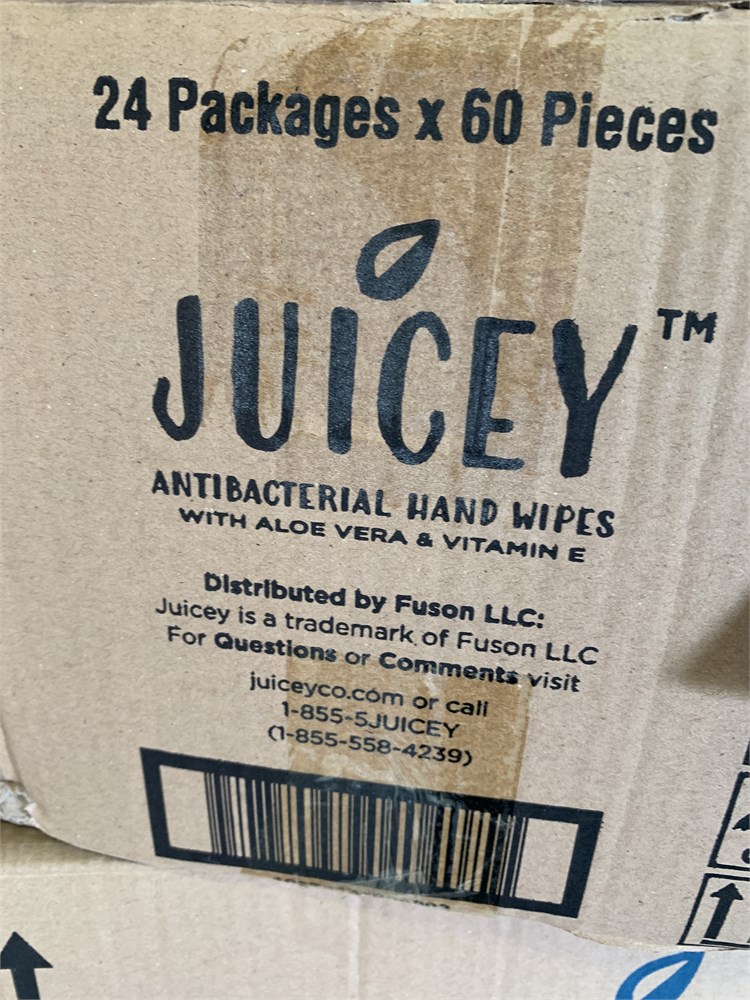 24 Packages x 60 Pieces
JUICEY™
ANTIBACTERIAL HAND WIPES
WITH ALOE VERA & VITAMIN E
Distributed by Fuson LLC:
Juicey is a trademark of Fuson LLC
For Questions or Comments visit
juiceyco.com or call
1-855-5JUICEY
(1-855-558-4239)